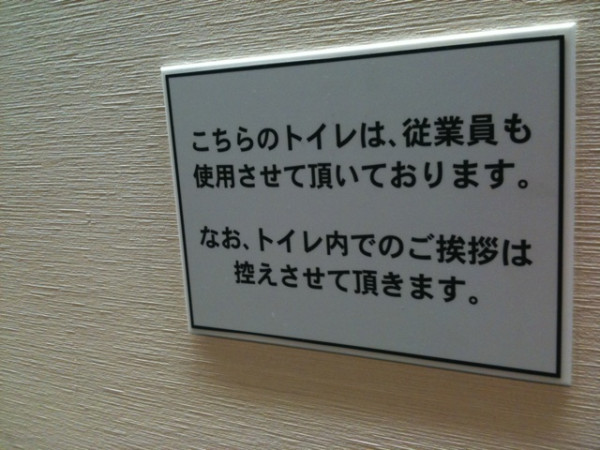 こちらのトイレは、従業員も
使用させて頂いております。
なお、トイレ内でのご挨拶は
控えさせて頂きます。